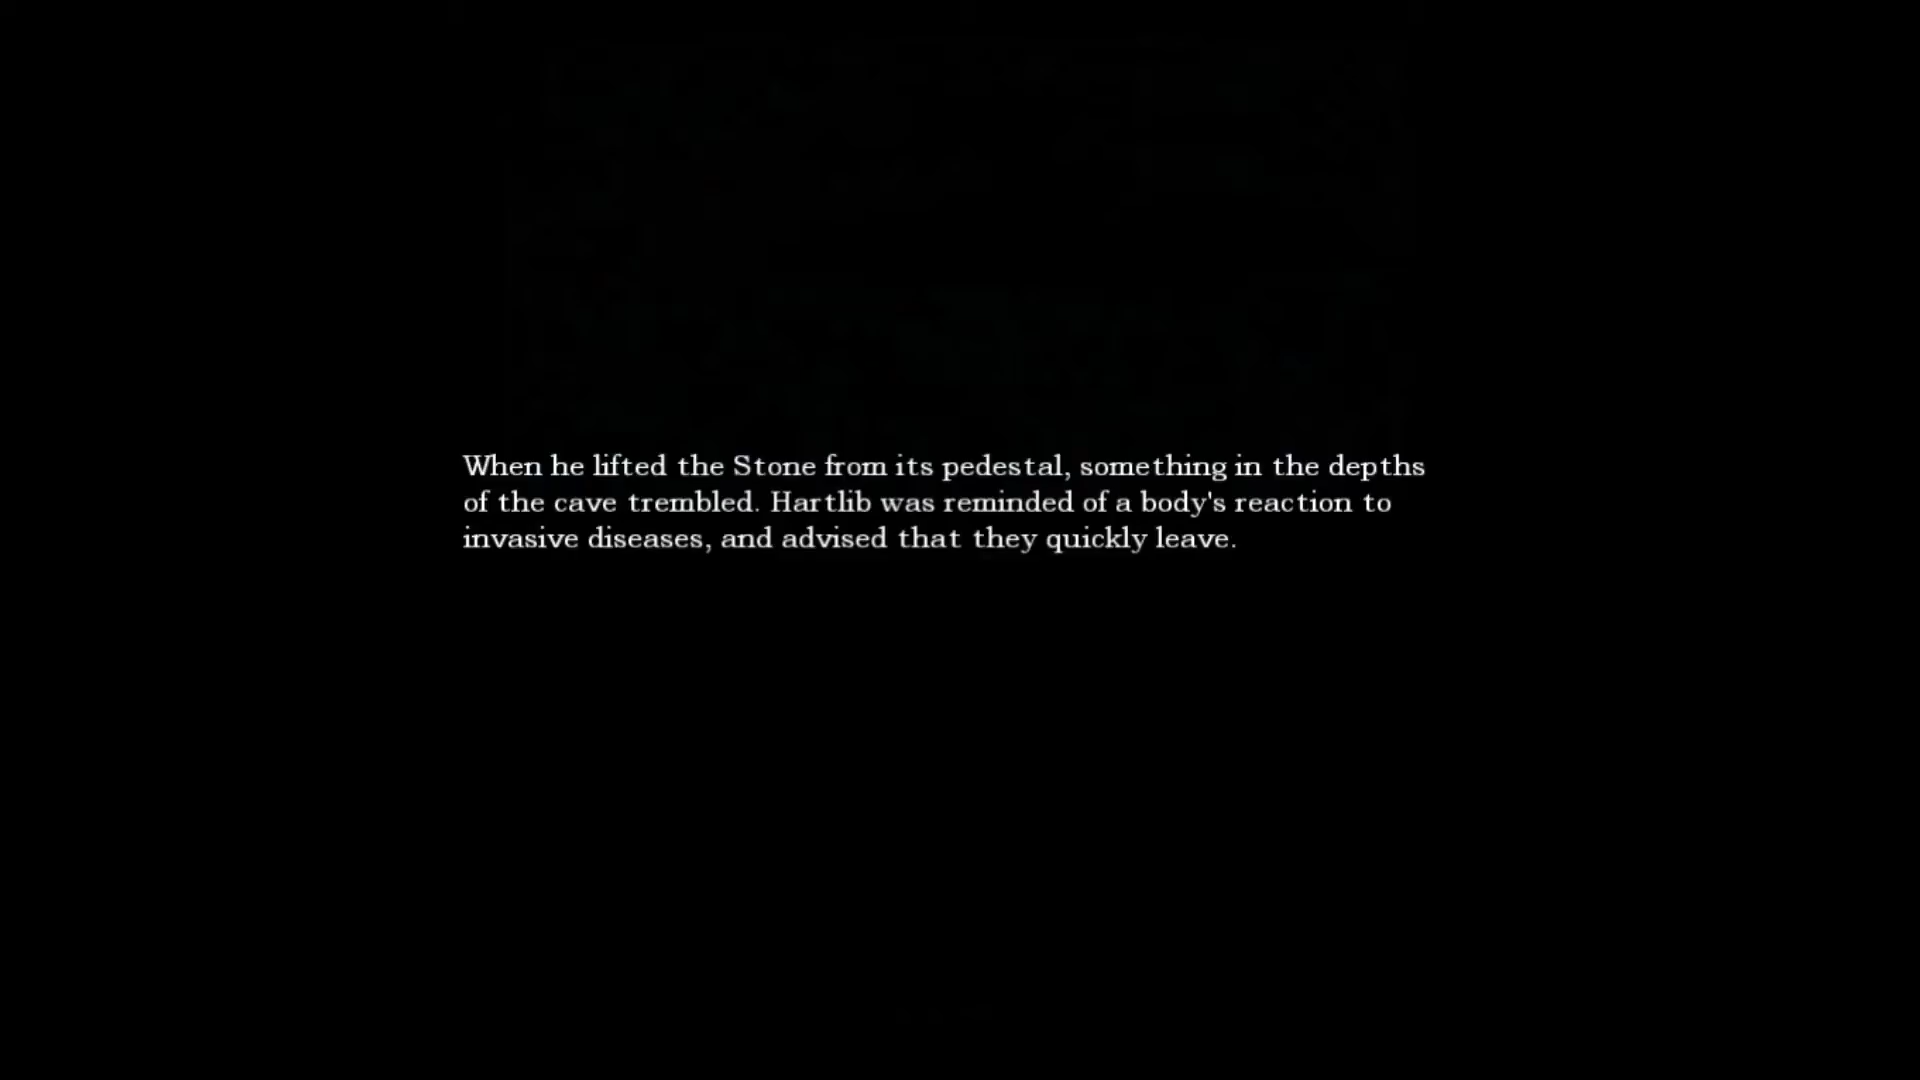 When he lifted the Stone from its pedestal, something in the depths
of the cave trembled. Hartlib was reminded of a body's reaction to
invasive diseases, and advised that they quickly leave.